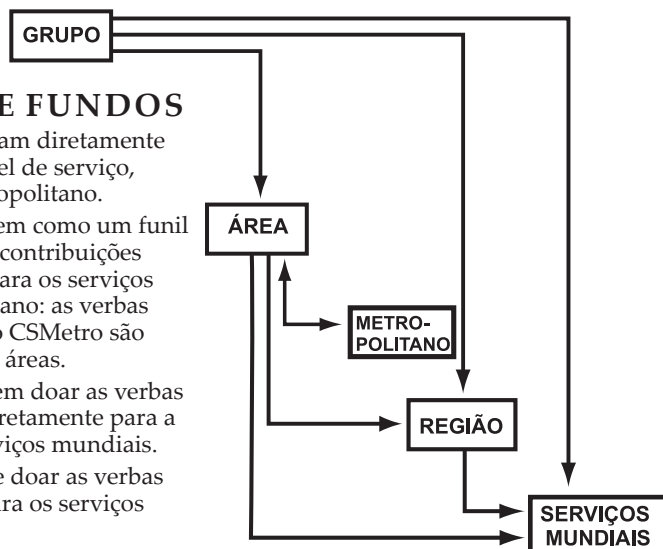 GRUPO
E FUNDOS
am diretamente
el de serviço,
opolitano.
em como um funil
contribuições
ara os serviços
ano: as verbas
o CSMetro são
áreas.
em doar as verbas
retamente para a
viços mundiais.
e doar as verbas
ra os serviços
ÁREA
METRO-
POLITANO
REGIÃO
SERVIÇOS
MUNDIAIS